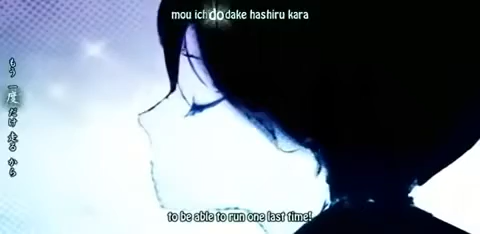 mou ichido dake hashiru kara
もう一度だけ走るから
to be able to run one last time!